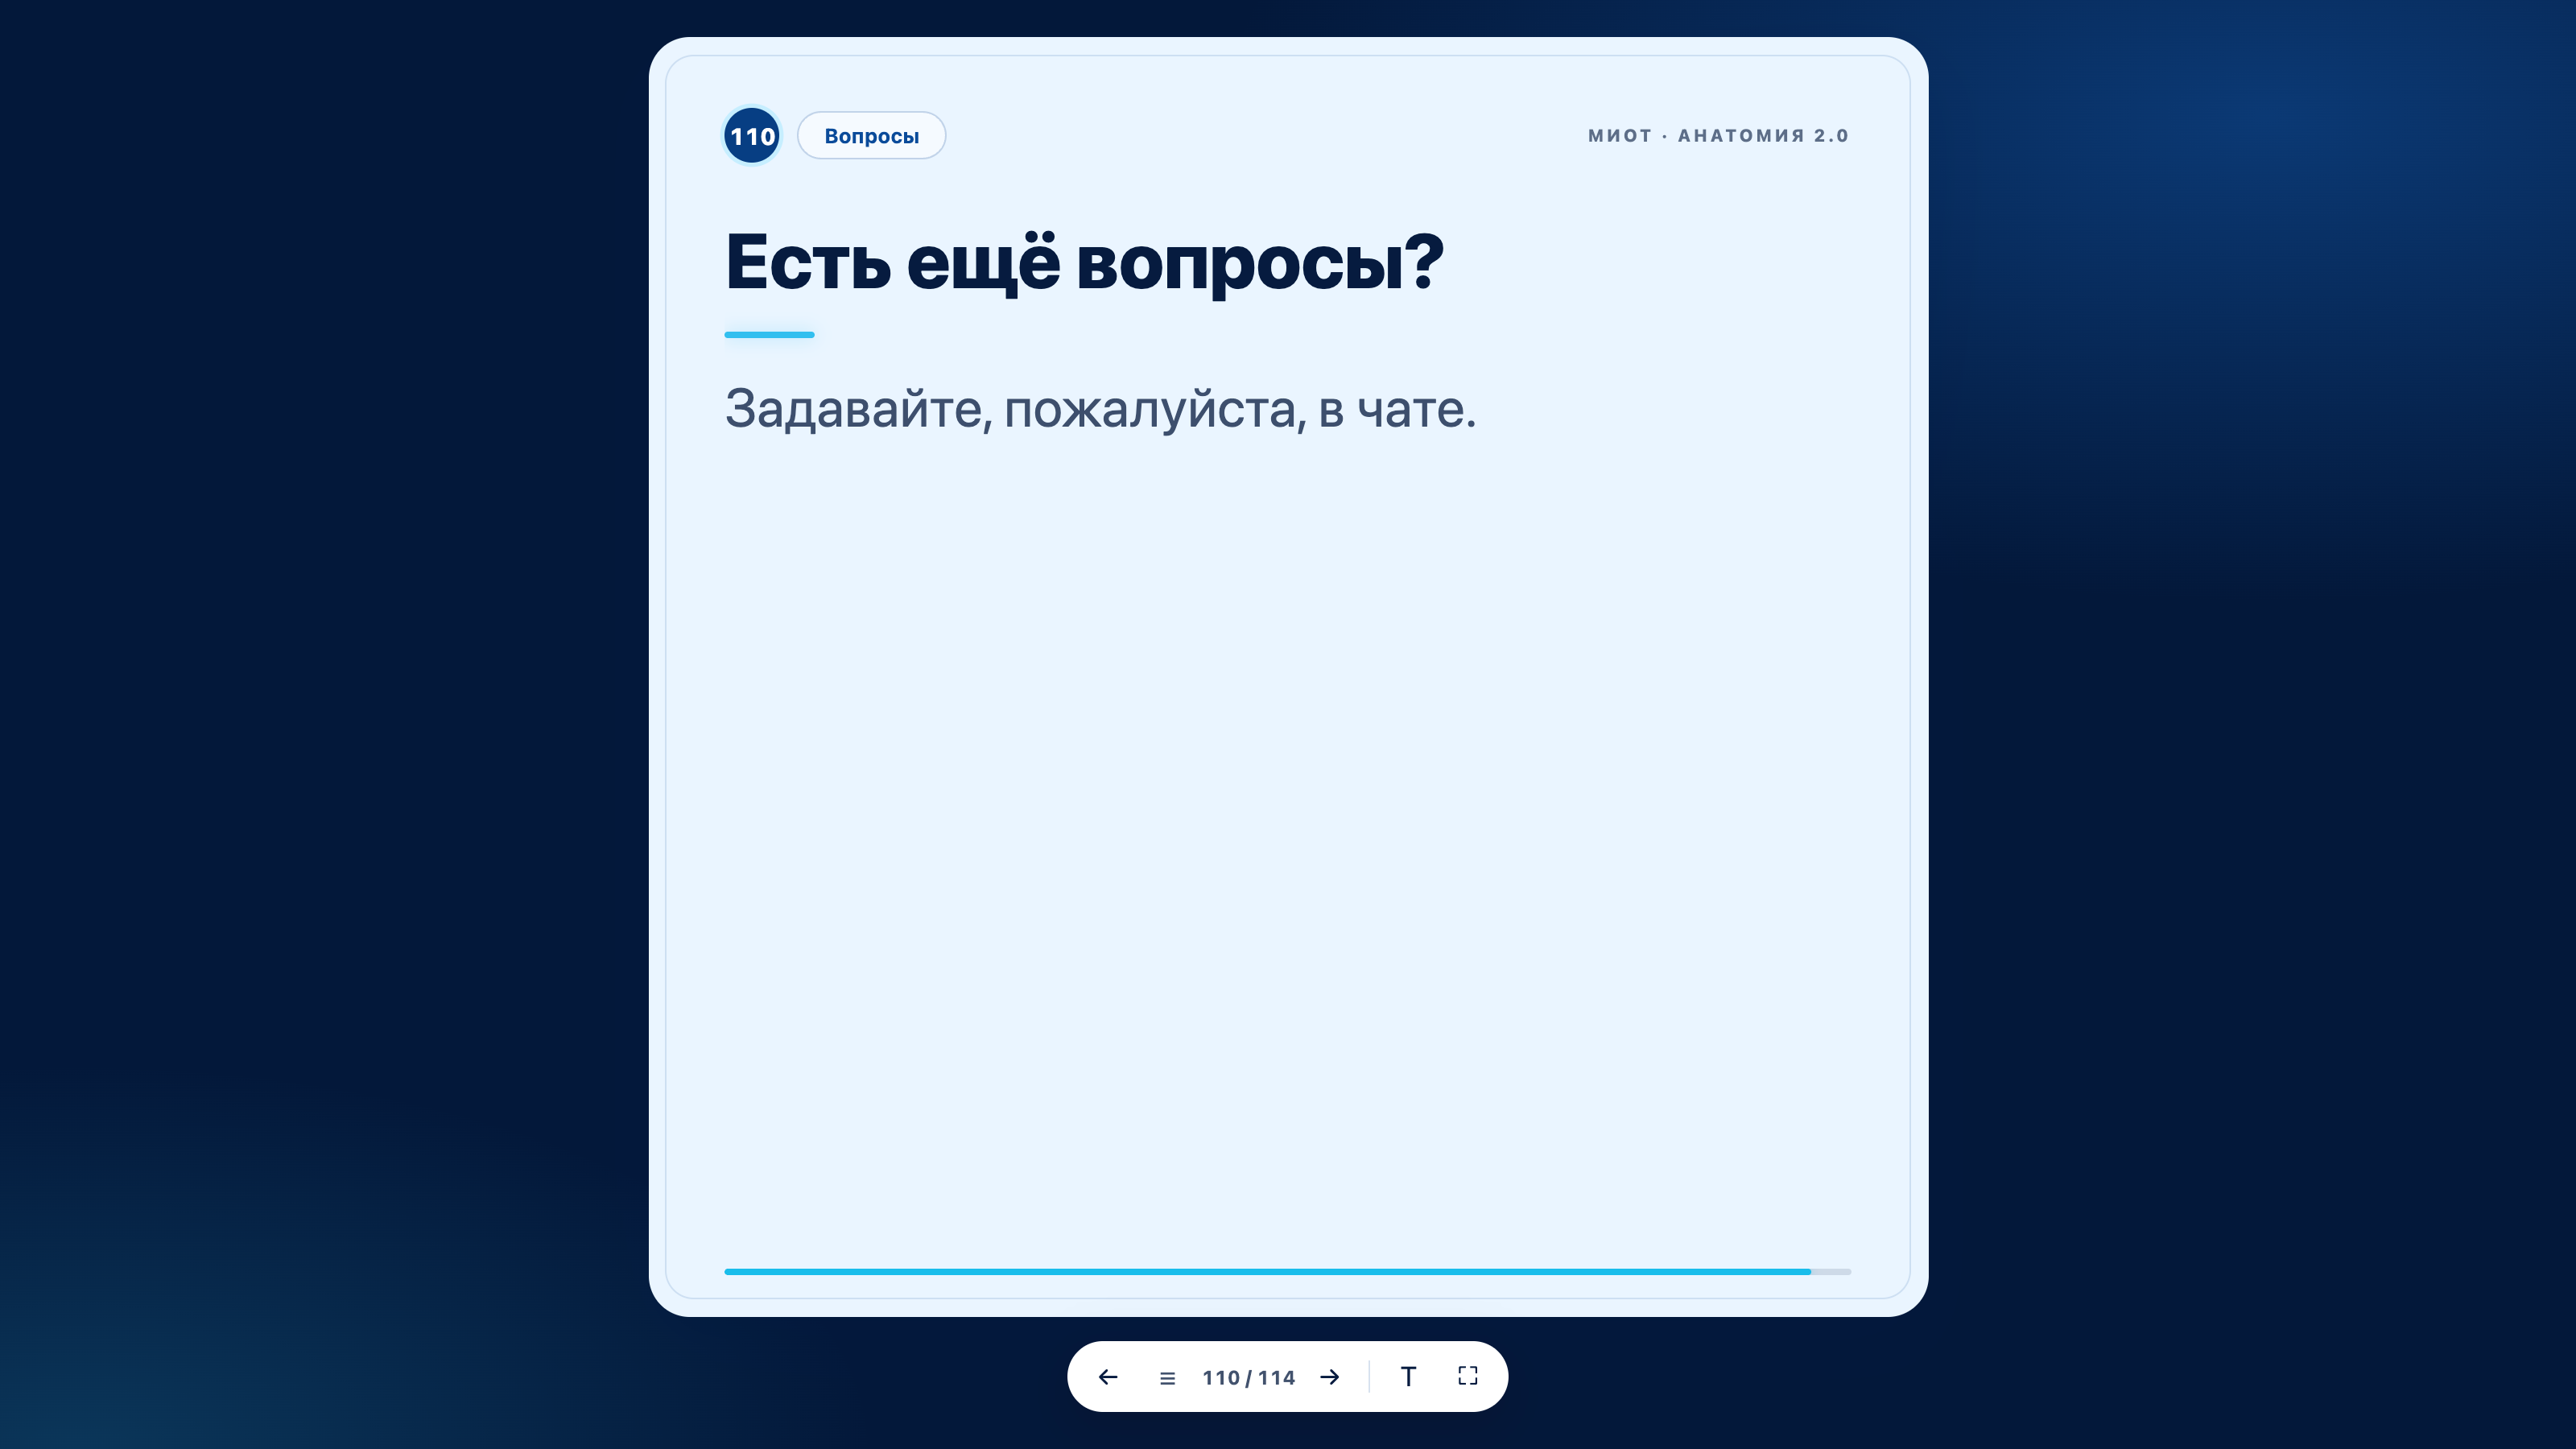 110
Вопросы
МИОТ · АНАТОМИЯ 2.0
Есть ещё вопросы?
Задавайте, пожалуйста, в чате.
110 / 114
T